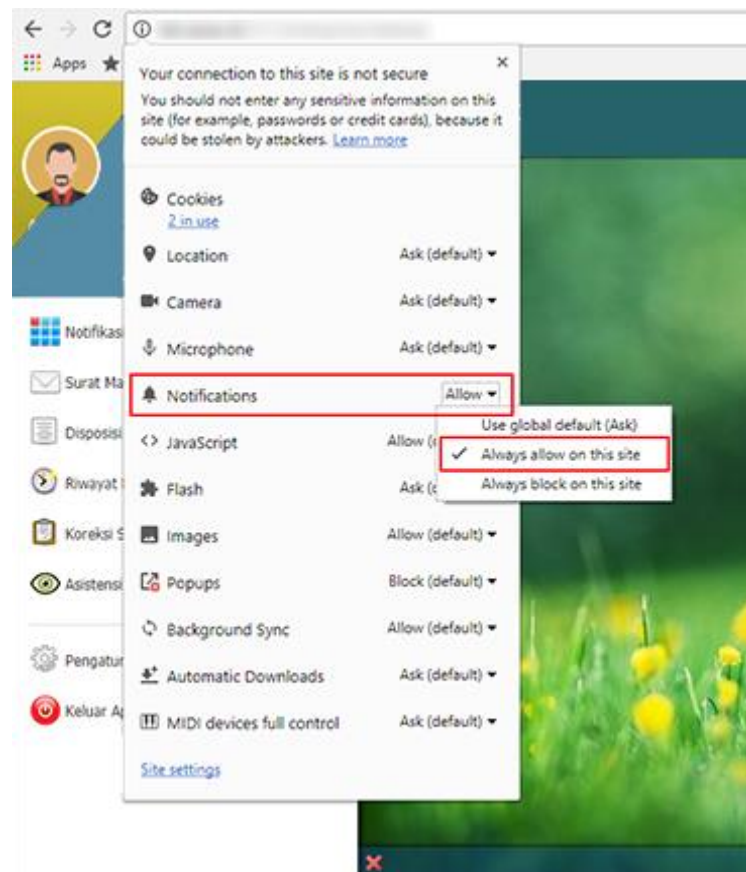 Apps
Your connection to this site is not secure
You should not enter any sensitive information on this
site (for example, passwords or credit cards), because it
could be stolen by attackers. Learn more
Cookies
2 in use
Location Ask (default)
Camera Ask (default)
Notifikasi
Microphone Ask (default)
Surat Ma
Notifications Allow
Use global default (Ask)
Disposisi
JavaScript Allow (
Always allow on this site
Riwayat
Flash Ask (
Always block on this site
Koreksi S
Images Allow (default)
Asistensi
Popups Block (default)
Background Sync Allow (default)
Pengatur
Automatic Downloads Ask (default)
Keluar Ap
MIDI devices full control Ask (default)
Site settings